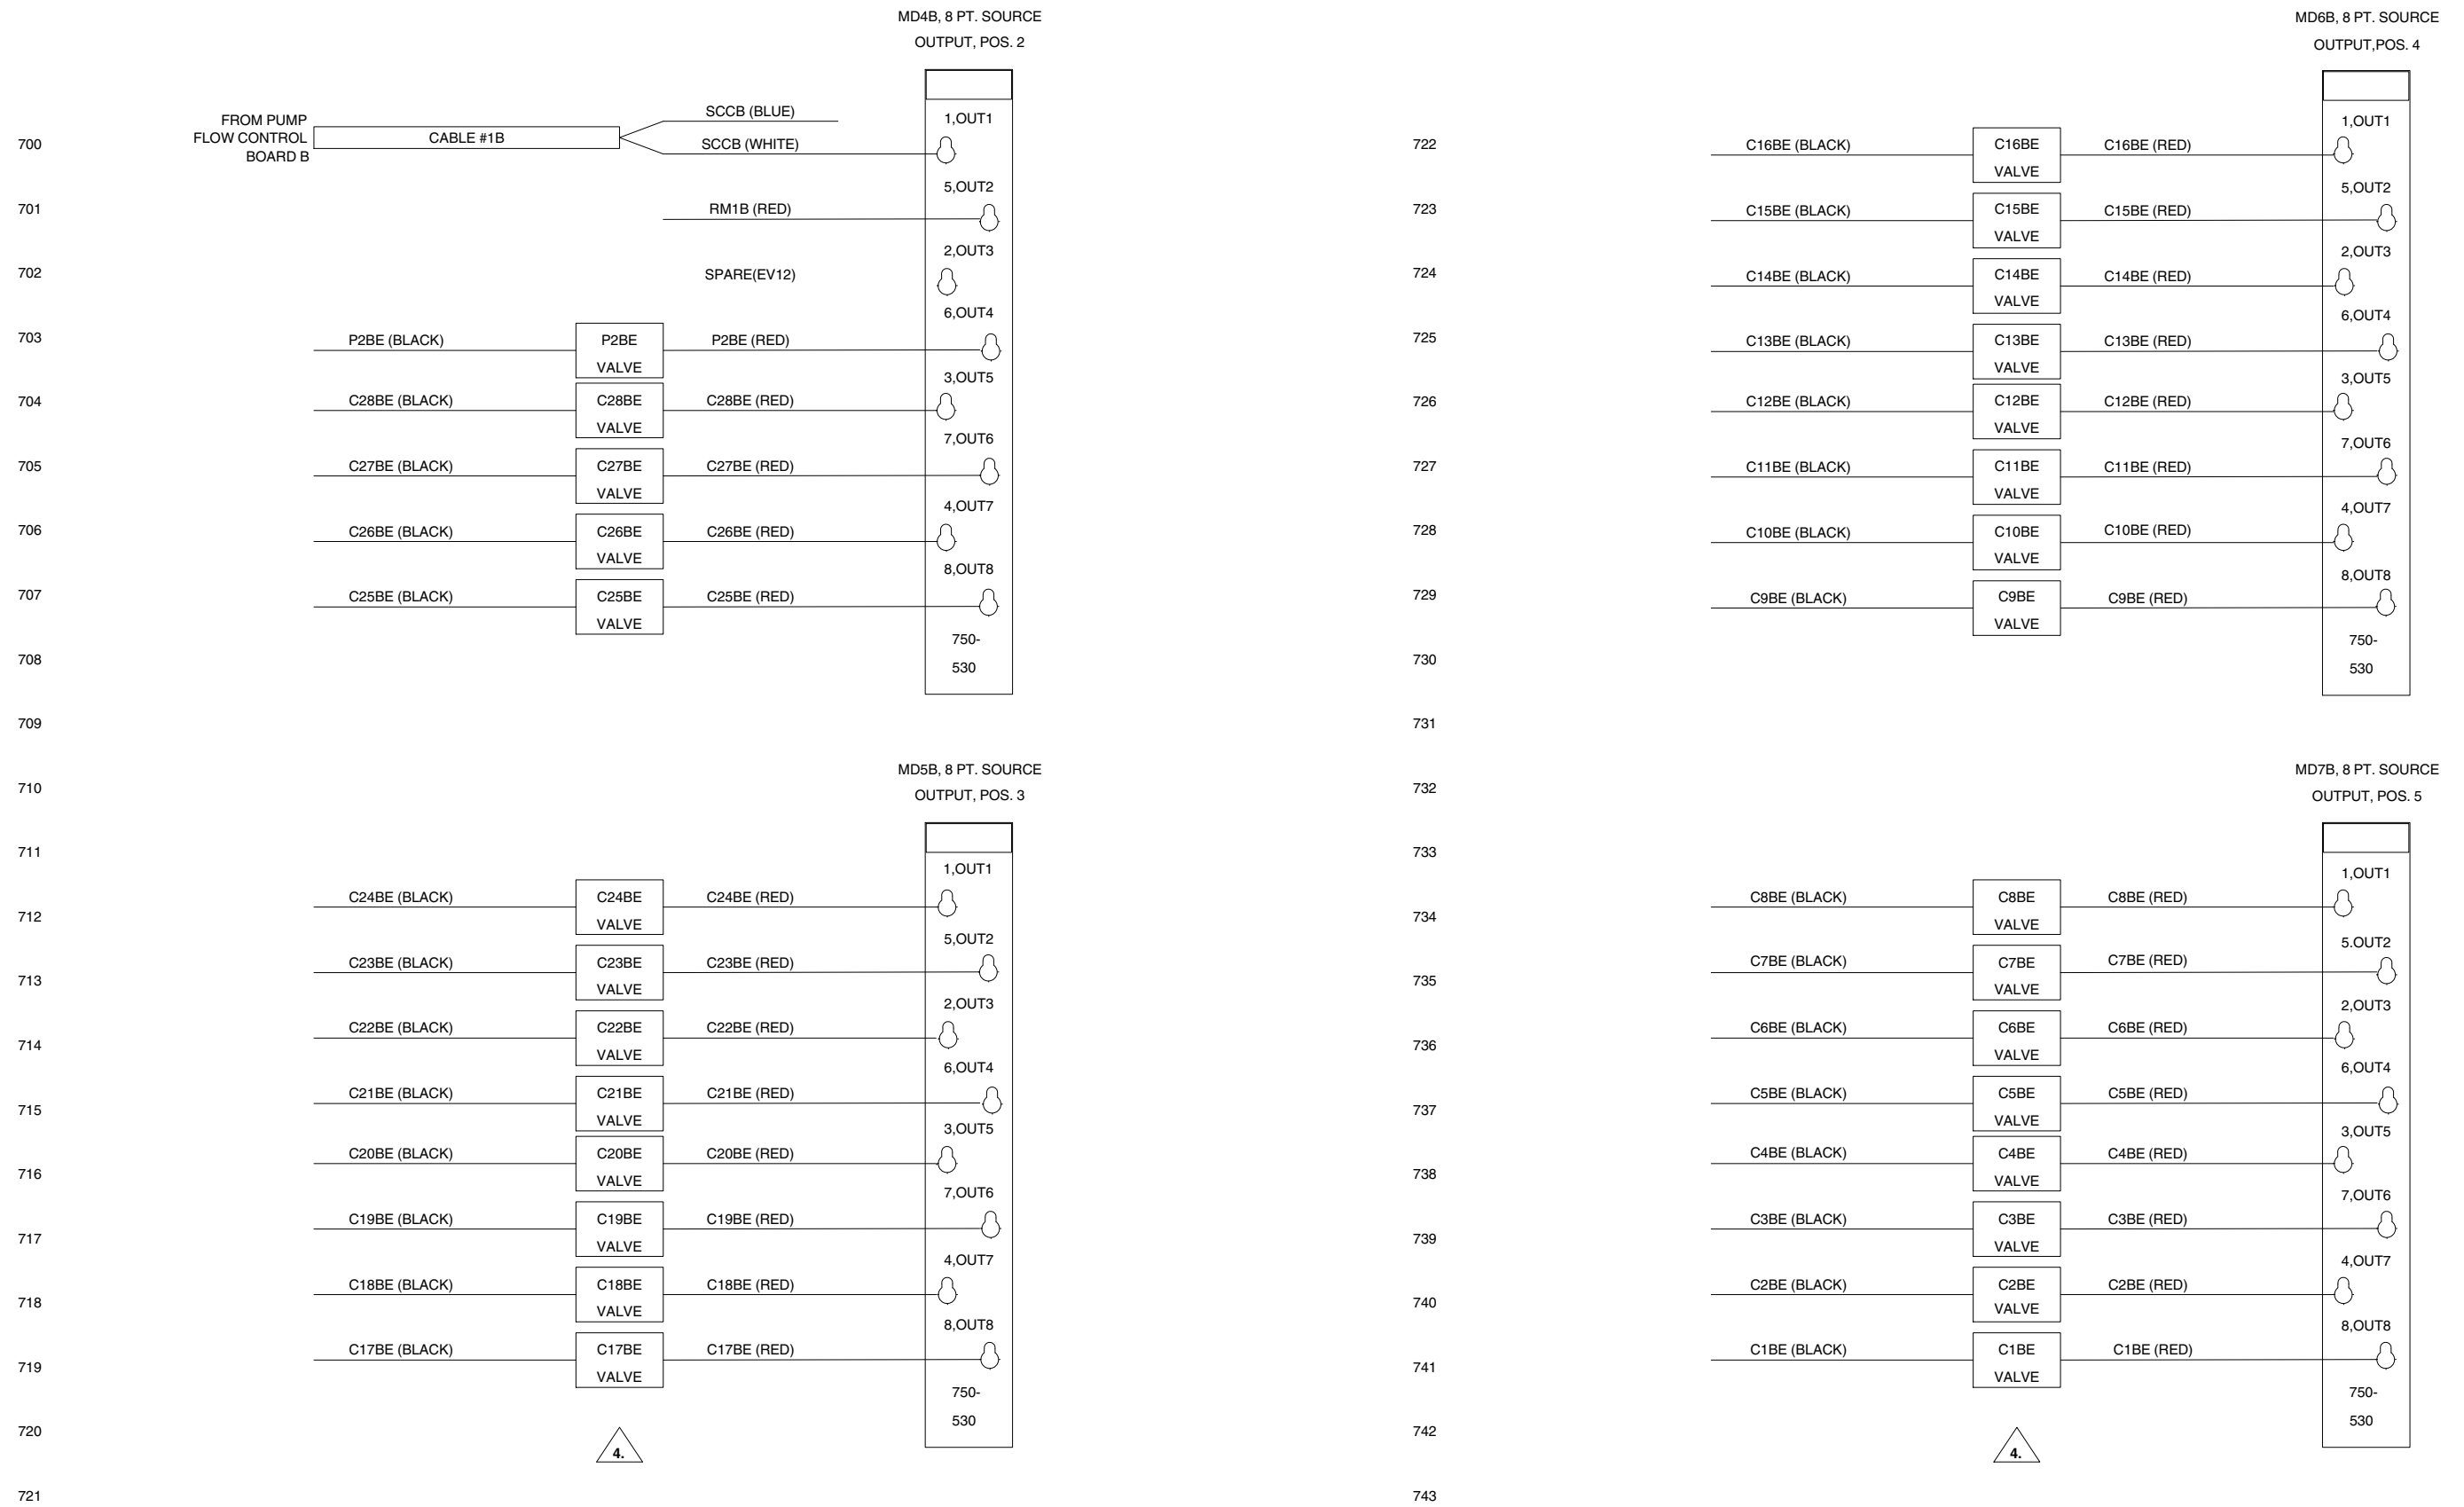 MD4B, 8 PT. SOURCE
OUTPUT, POS. 2
FROM PUMP
FLOW CONTROL
BOARD B
CABLE #1B
SCCB (BLUE)
SCCB (WHITE)
1,OUT1
700
5,OUT2
701
RM1B (RED)
2,OUT3
702
SPARE(EV12)
6,OUT4
703
P2BE (BLACK)
P2BE
VALVE
P2BE (RED)
3,OUT5
704
C28BE (BLACK)
C28BE
VALVE
C28BE (RED)
7,OUT6
705
C27BE (BLACK)
C27BE
VALVE
C27BE (RED)
4,OUT7
706
C26BE (BLACK)
C26BE
VALVE
C26BE (RED)
8,OUT8
707
C25BE (BLACK)
C25BE
VALVE
C25BE (RED)
750-
530
708
709
710
MD5B, 8 PT. SOURCE
OUTPUT, POS. 3
711
1,OUT1
712
C24BE (BLACK)
C24BE
VALVE
C24BE (RED)
5,OUT2
713
C23BE (BLACK)
C23BE
VALVE
C23BE (RED)
2,OUT3
714
C22BE (BLACK)
C22BE
VALVE
C22BE (RED)
6,OUT4
715
C21BE (BLACK)
C21BE
VALVE
C21BE (RED)
3,OUT5
716
C20BE (BLACK)
C20BE
VALVE
C20BE (RED)
7,OUT6
717
C19BE (BLACK)
C19BE
VALVE
C19BE (RED)
4,OUT7
718
C18BE (BLACK)
C18BE
VALVE
C18BE (RED)
8,OUT8
719
C17BE (BLACK)
C17BE
VALVE
C17BE (RED)
750-
530
720
4.
721
MD6B, 8 PT. SOURCE
OUTPUT,POS. 4
1,OUT1
722
C16BE (BLACK)
C16BE
VALVE
C16BE (RED)
5,OUT2
723
C15BE (BLACK)
C15BE
VALVE
C15BE (RED)
2,OUT3
724
C14BE (BLACK)
C14BE
VALVE
C14BE (RED)
6,OUT4
725
C13BE (BLACK)
C13BE
VALVE
C13BE (RED)
3,OUT5
726
C12BE (BLACK)
C12BE
VALVE
C12BE (RED)
7,OUT6
727
C11BE (BLACK)
C11BE
VALVE
C11BE (RED)
4,OUT7
728
C10BE (BLACK)
C10BE
VALVE
C10BE (RED)
8,OUT8
729
C9BE (BLACK)
C9BE
VALVE
C9BE (RED)
750-
530
730
731
732
MD7B, 8 PT. SOURCE
OUTPUT, POS. 5
733
1,OUT1
734
C8BE (BLACK)
C8BE
VALVE
C8BE (RED)
5.OUT2
735
C7BE (BLACK)
C7BE
VALVE
C7BE (RED)
2,OUT3
736
C6BE (BLACK)
C6BE
VALVE
C6BE (RED)
6,OUT4
737
C5BE (BLACK)
C5BE
VALVE
C5BE (RED)
3,OUT5
738
C4BE (BLACK)
C4BE
VALVE
C4BE (RED)
7,OUT6
739
C3BE (BLACK)
C3BE
VALVE
C3BE (RED)
4,OUT7
740
C2BE (BLACK)
C2BE
VALVE
C2BE (RED)
8,OUT8
741
C1BE (BLACK)
C1BE
VALVE
C1BE (RED)
750-
530
742
4.
743